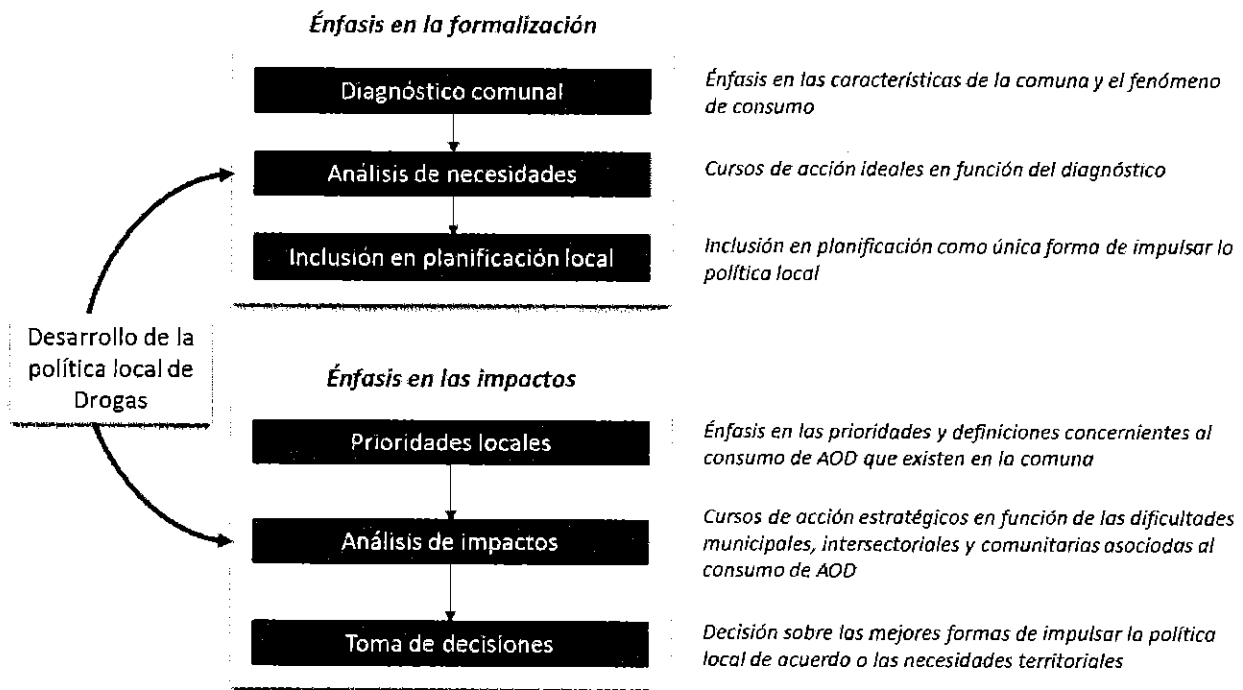 Énfasis en la formalización
Diagnóstico comunal
Énfasis en las características de la comuna y el fenómeno
de consumo
Análisis de necesidades
Cursos de acción ideales en función del diagnóstico
Inclusión en planificación local
Inclusión en planificación como única forma de impulsar lo
política local
Desarrollo de la
política local de
Drogas
Énfasis en las impactos
Prioridades locales
Énfasis en las prioridades y definiciones concernientes al
consumo de AOD que existen en la comuna
Análisis de impactos
Cursos de acción estratégicos en función de las dificultades
municipales, intersectoriales y comunitarias asociadas al
consumo de AOD
Toma de decisiones
Decisión sobre las mejores formas de impulsar la política
local de acuerdo a las necesidades territoriales